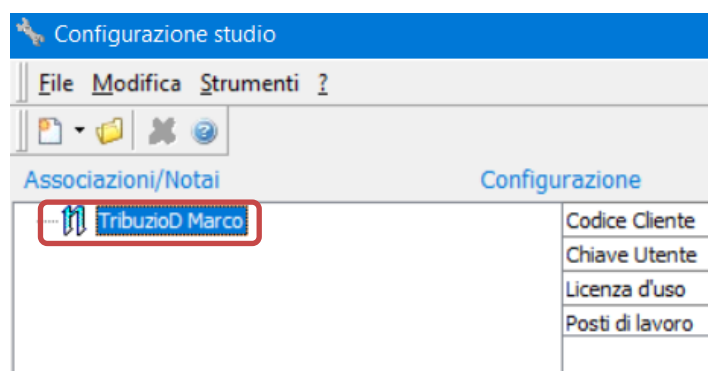 Configurazione studio
File Modifica Strumenti ?
Associazioni/Notai Configurazione
TribuzioD Marco
Codice Cliente
Chiave Utente
Licenza d'uso
Posti di lavoro